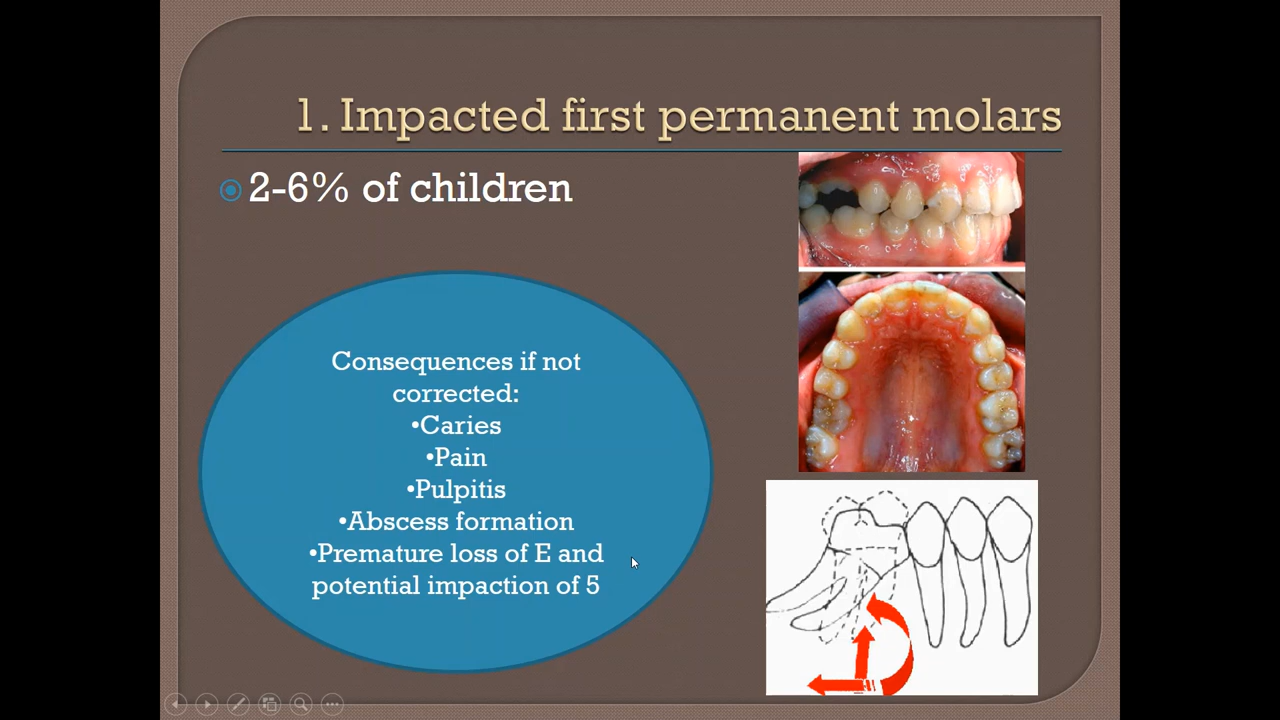 1. Impacted first permanent molars
2-6% of children
Consequences if not
corrected:
•Caries
•Pain
•Pulpitis
•Abscess formation
•Premature loss of E and
potential impaction of 5